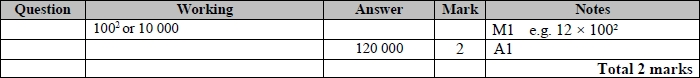 Question Working Answer Mark Notes
100² or 10 000 M1 e.g. 12 × 100²
120 000 2 A1
Total 2 marks